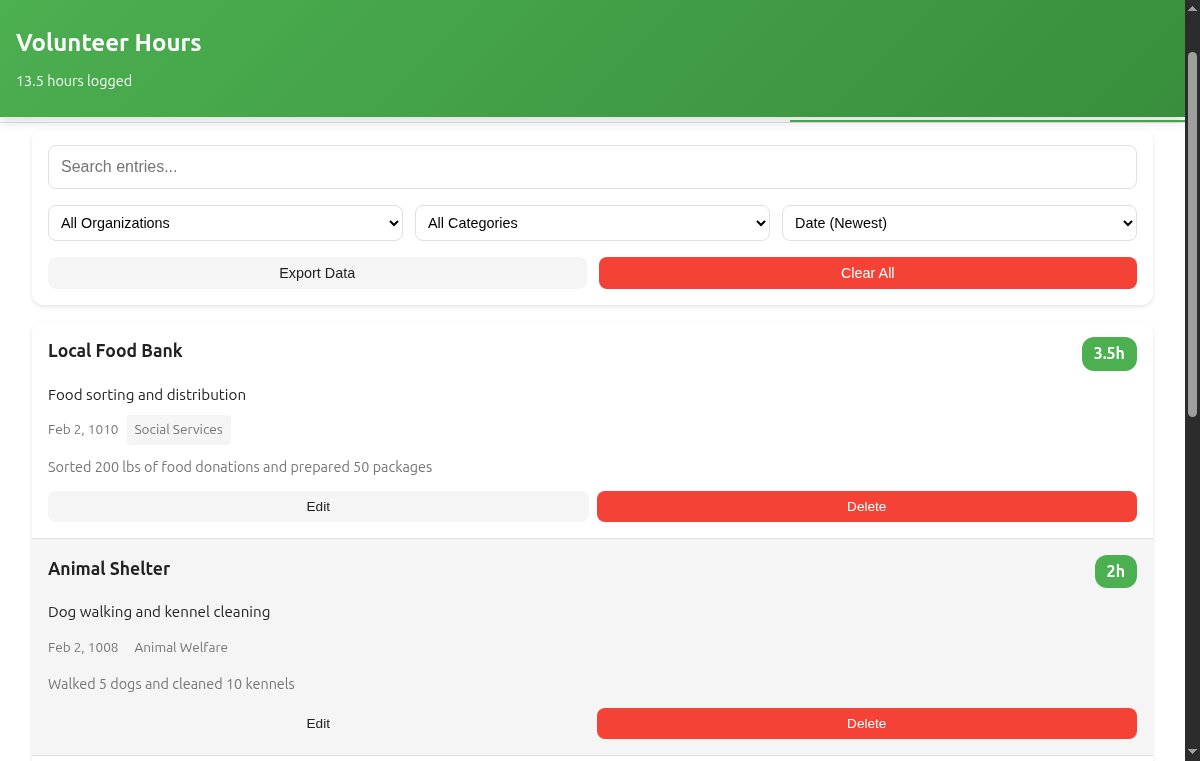 Volunteer Hours
13.5 hours logged
Search entries...
All Organizations
All Categories
Date (Newest)
Export Data
Clear All
Local Food Bank
3.5h
Food sorting and distribution
Feb 2, 1010
Social Services
Sorted 200 lbs of food donations and prepared 50 packages
Edit
Delete
Animal Shelter
2h
Dog walking and kennel cleaning
Feb 2, 1008
Animal Welfare
Walked 5 dogs and cleaned 10 kennels
Edit
Delete